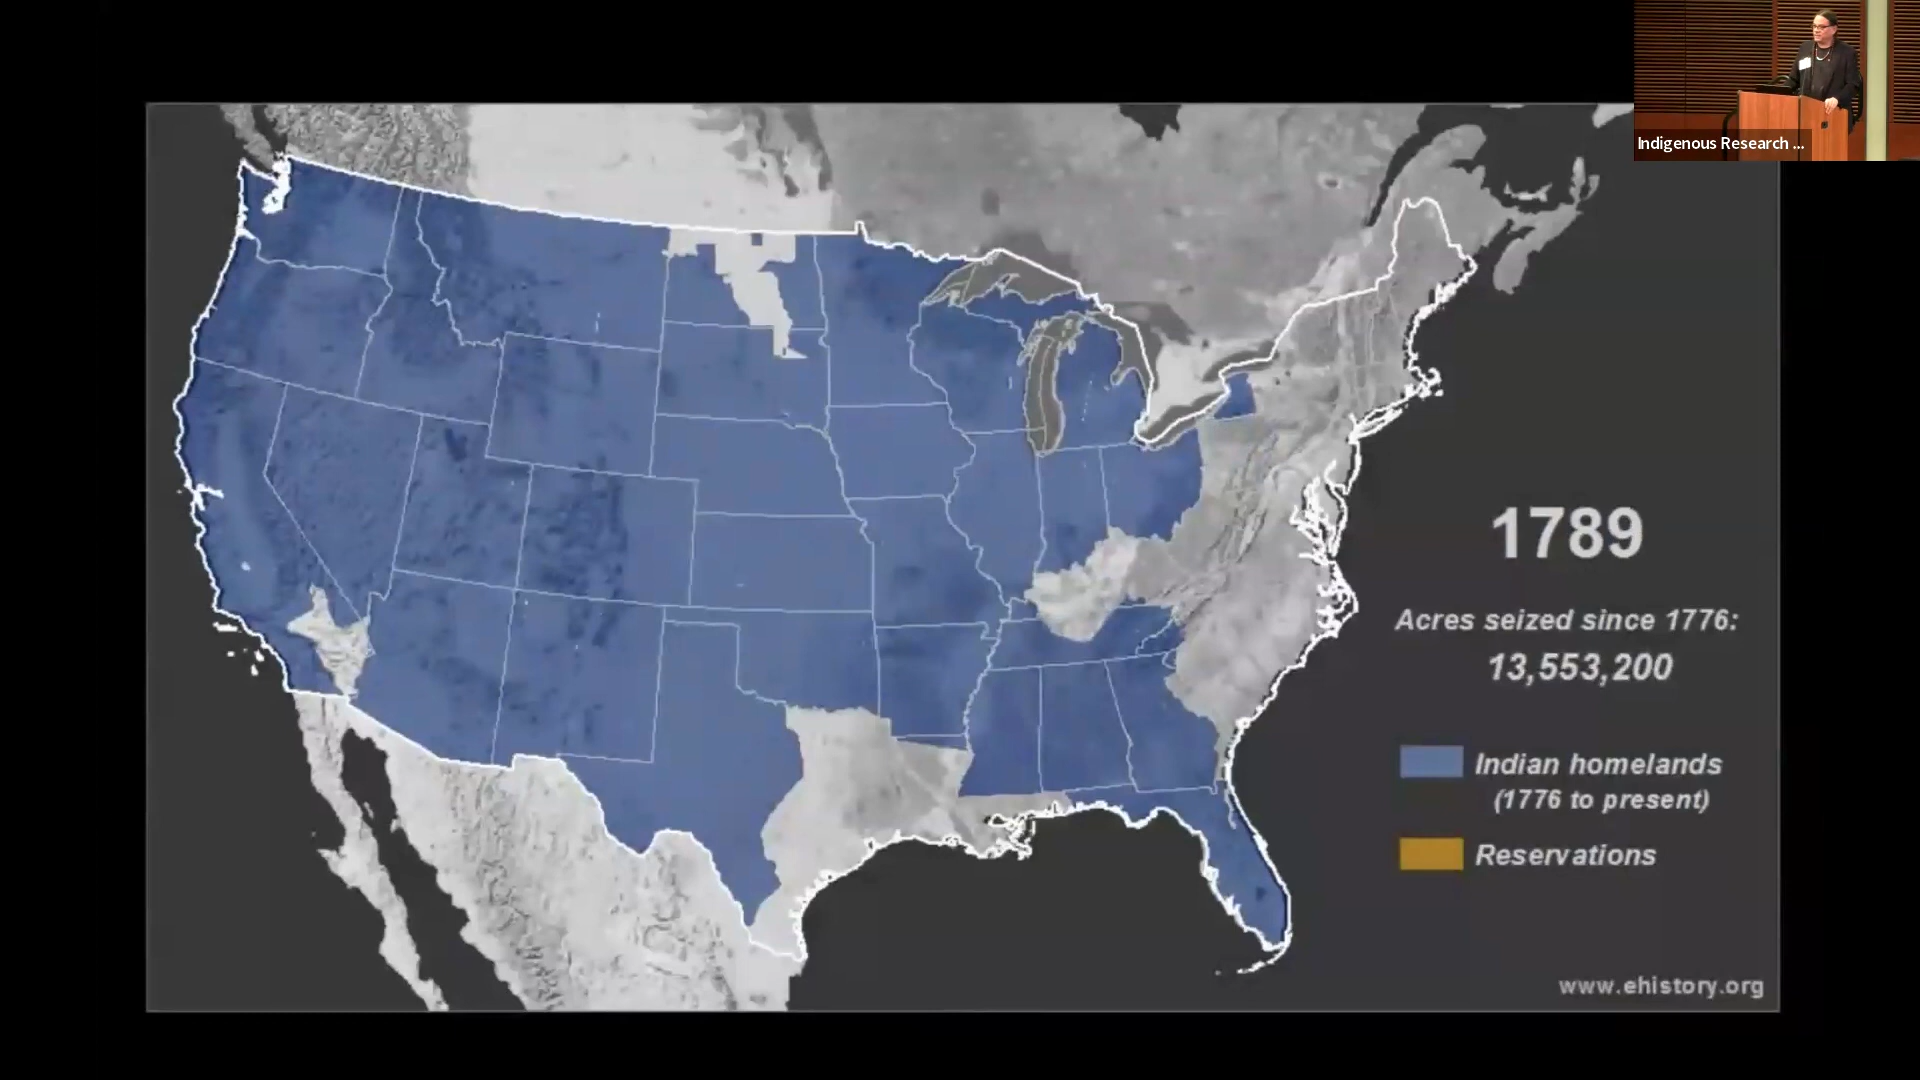 Indigenous Research ...
1789
Acres seized since 1776:
13,553,200
Indian homelands
(1776 to present)
Reservations
www.ehistory.org